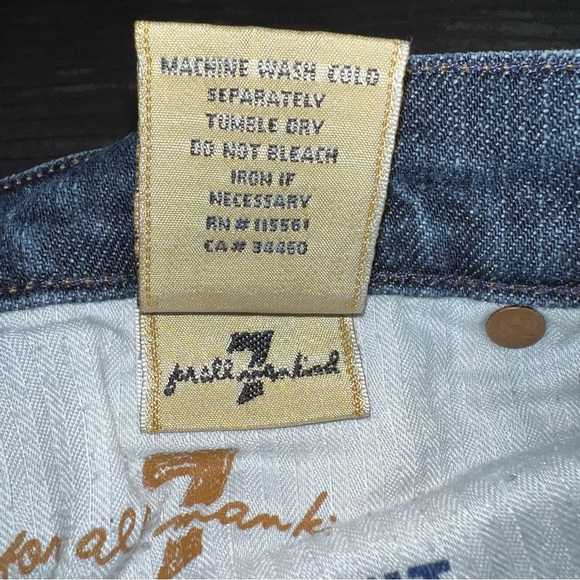 MACHINE WASH COLD
SEPARATELY
TUMBLE DRY
DO NOT BLEACH
IRON IF
NECESSARY
RN # 115561
CA # 34460
7
for all mankind
7
for all mank